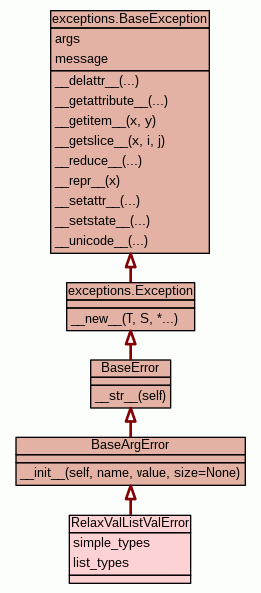 exceptions.BaseException
args
message
__delattr__(...)
__getattribute__(...)
__getitem__(x, y)
__getslice__(x, i, j)
__reduce__(...)
__repr__(x)
__setattr__(...)
__setstate__(...)
__unicode__(...)
exceptions.Exception
__new__(T, S, *...)
BaseError
__str__(self)
BaseArgError
__init__(self, name, value, size=None)
RelaxValListValError
simple_types
list_types